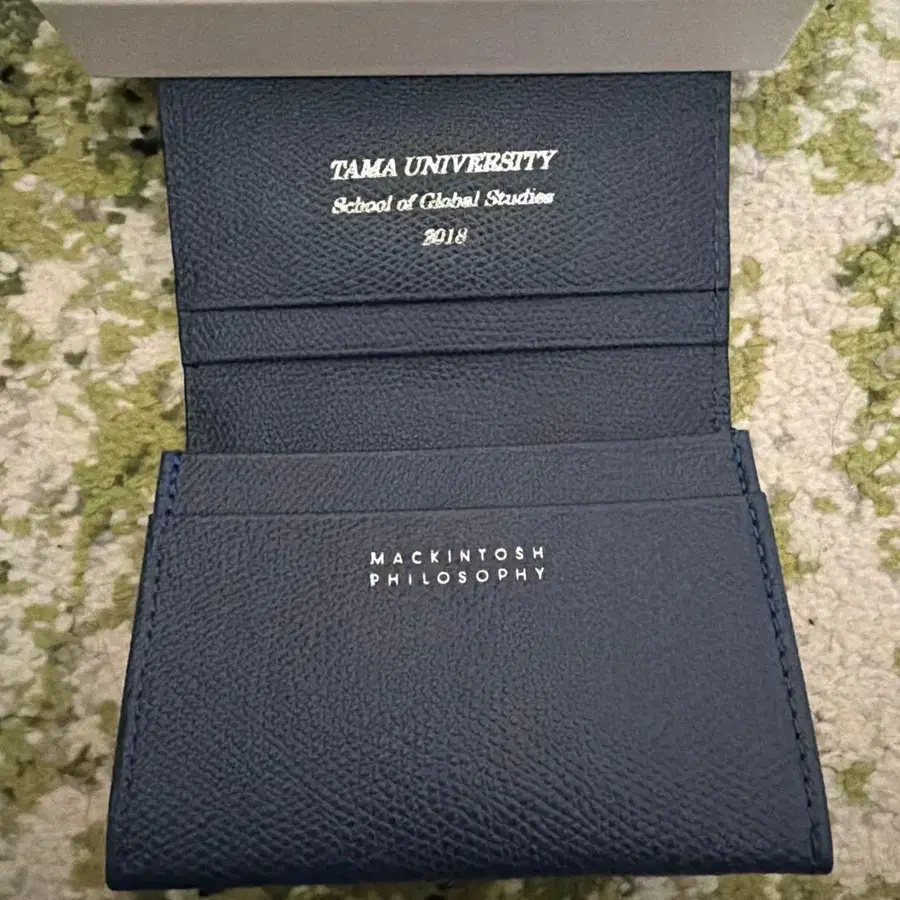 TAMA UNIVERSITY
School of Global Studies
2018
MACKINTOSH
PHILOSOPHY